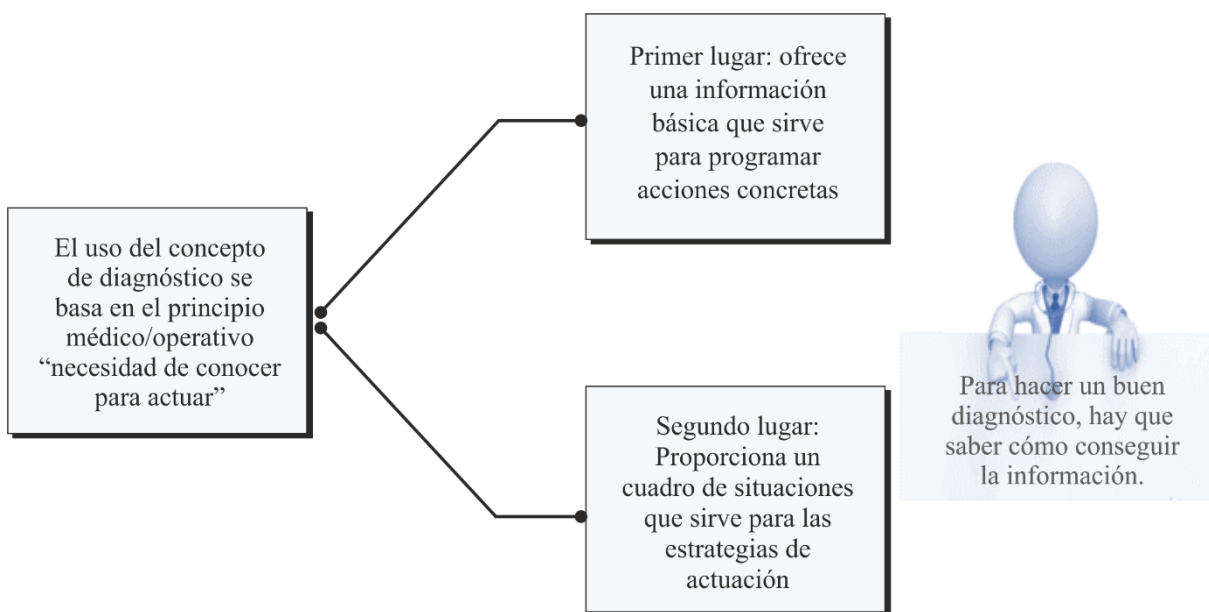 El uso del concepto
de diagnóstico se
basa en el principio
médico/operativo
“necesidad de conocer
para actuar”
Primer lugar: ofrece
una información
básica que sirve
para programar
acciones concretas
Segundo lugar:
Proporciona un
cuadro de situaciones
que sirve para las
estrategias de
actuación
Para hacer un buen
diagnóstico, hay que
saber cómo conseguir
la información.